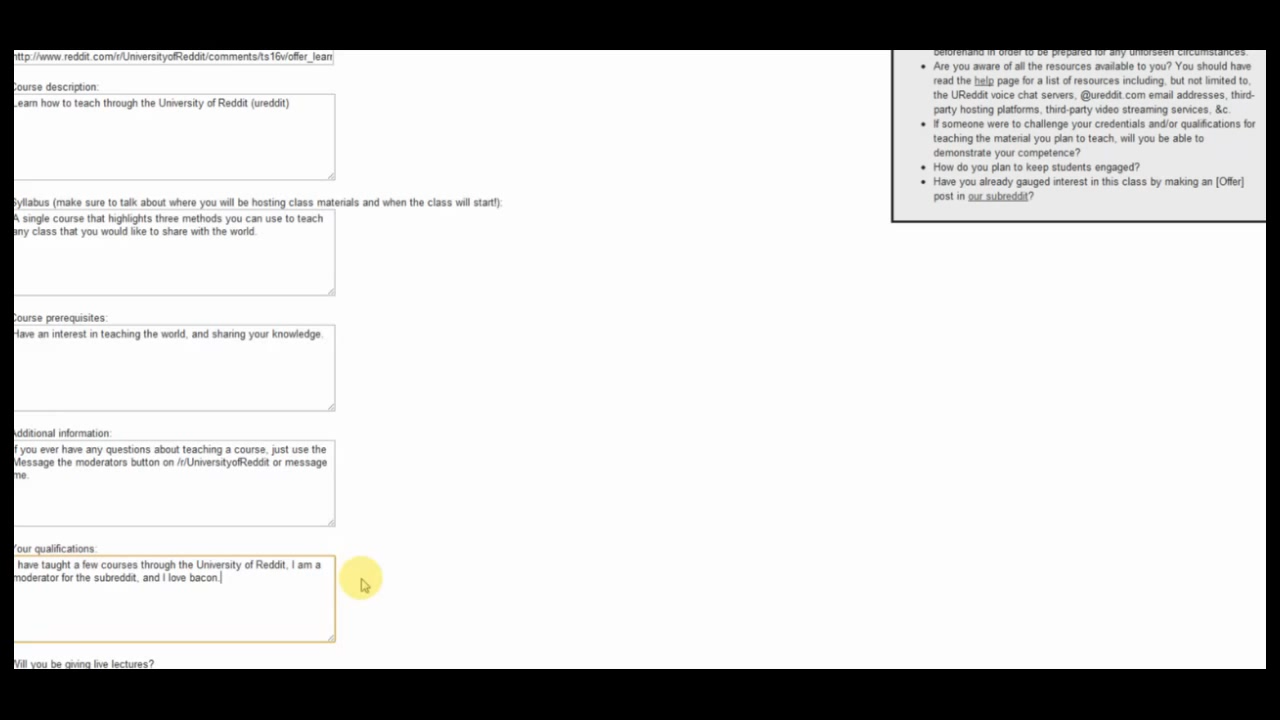 http://www.reddit.com/r/UniversityofReddit/comments/ts16v/offer_learn
Course description:
Learn how to teach through the University of Reddit (ureddit)
Syllabus (make sure to talk about where you will be hosting class materials and when the class will start!):
A single course that highlights three methods you can use to teach
any class that you would like to share with the world.
Course prerequisites:
Have an interest in teaching the world, and sharing your knowledge.
Additional information:
If you ever have any questions about teaching a course, just use the
Message the moderators button on /r/UniversityofReddit or message
me.
Your qualifications:
have taught a few courses through the University of Reddit, I am a
moderator for the subreddit, and I love bacon.
Will you be giving live lectures?
beforehand in order to be prepared for any unforseen circumstances.
Are you aware of all the resources available to you? You should have
read the help page for a list of resources including, but not limited to,
the UReddit voice chat servers, @ureddit.com email addresses, third-
party hosting platforms, third-party video streaming services, &c.
If someone were to challenge your credentials and/or qualifications for
teaching the material you plan to teach, will you be able to
demonstrate your competence?
How do you plan to keep students engaged?
Have you already gauged interest in this class by making an [Offer]
post in our subreddit?